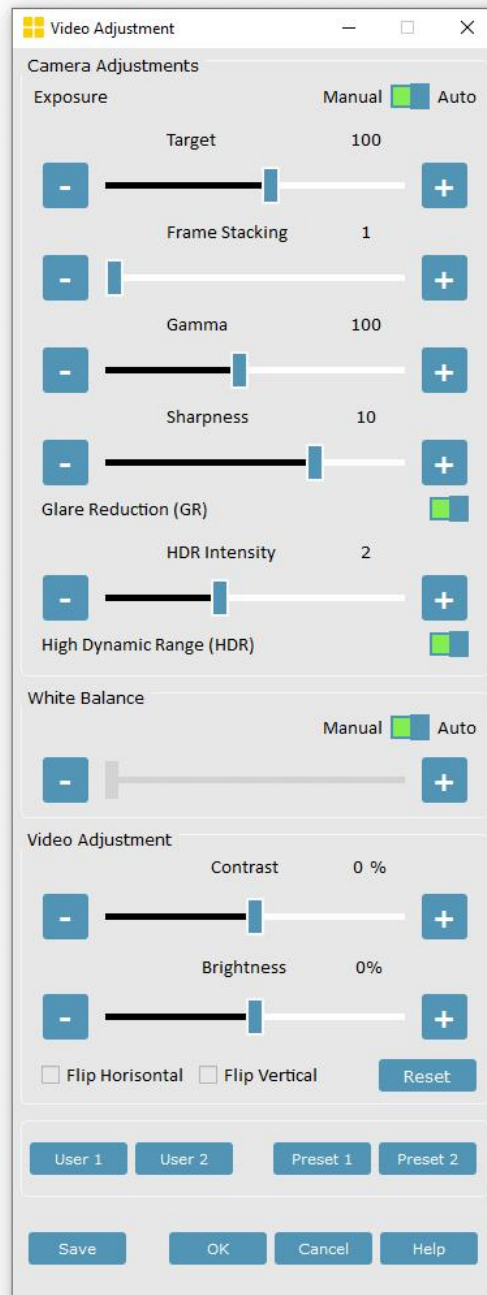 Video Adjustment
Camera Adjustments
Exposure Manual Auto
Target 100
- +
Frame Stacking 1
- +
Gamma 100
- +
Sharpness 10
- +
Glare Reduction (GR)
HDR Intensity 2
- +
High Dynamic Range (HDR)
White Balance
Manual Auto
- +
Video Adjustment
Contrast 0 %
- +
Brightness 0%
- +
Flip Horisontal Flip Vertical Reset
User 1 User 2 Preset 1 Preset 2
Save OK Cancel Help